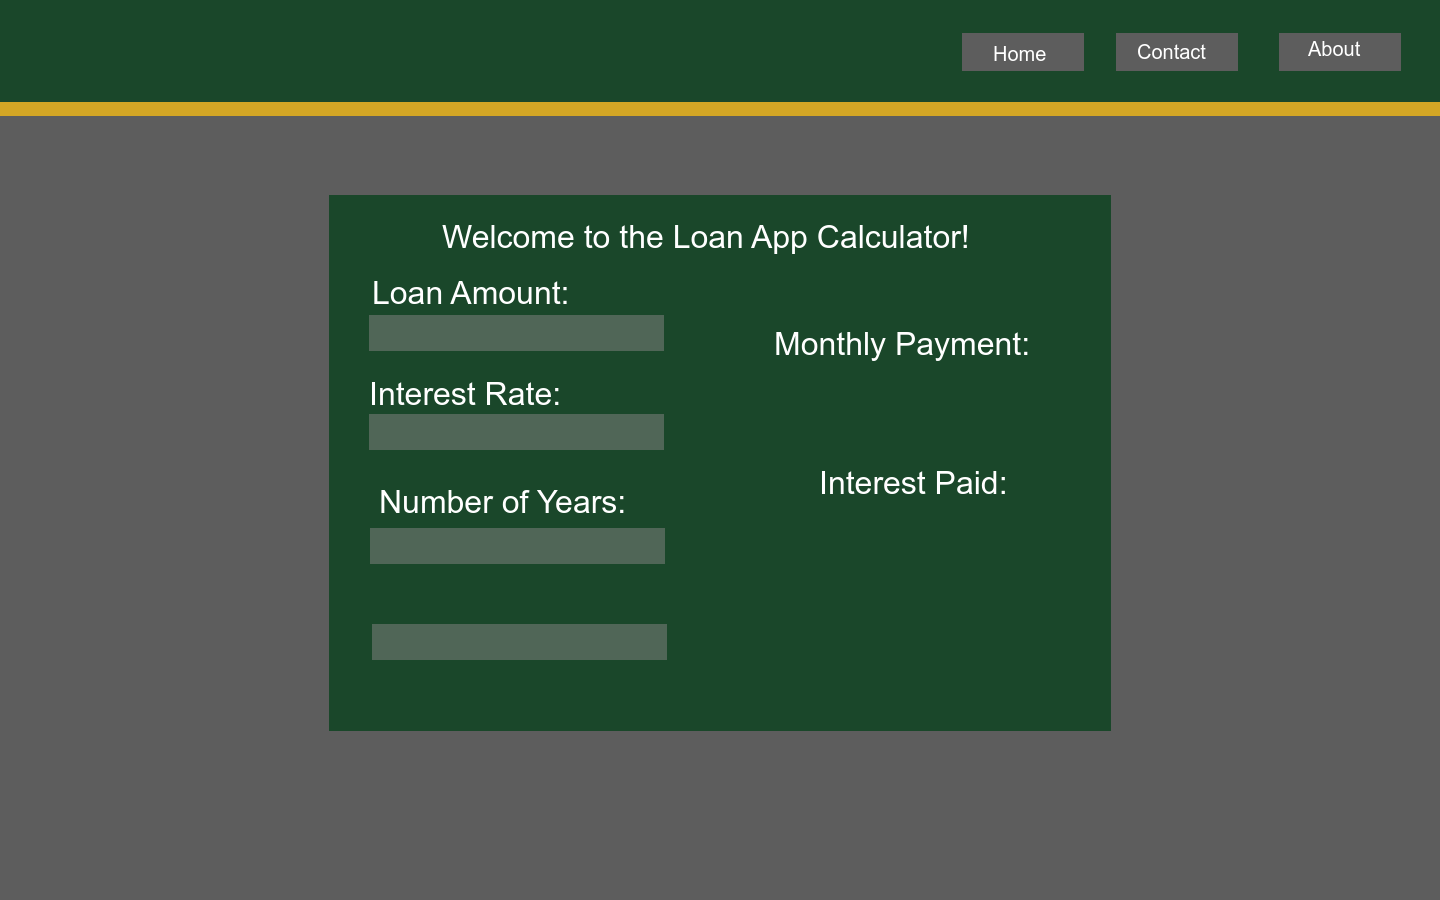 Home
Contact
About
Welcome to the Loan App Calculator!
Loan Amount:
Monthly Payment:
Interest Rate:
Interest Paid:
Number of Years: